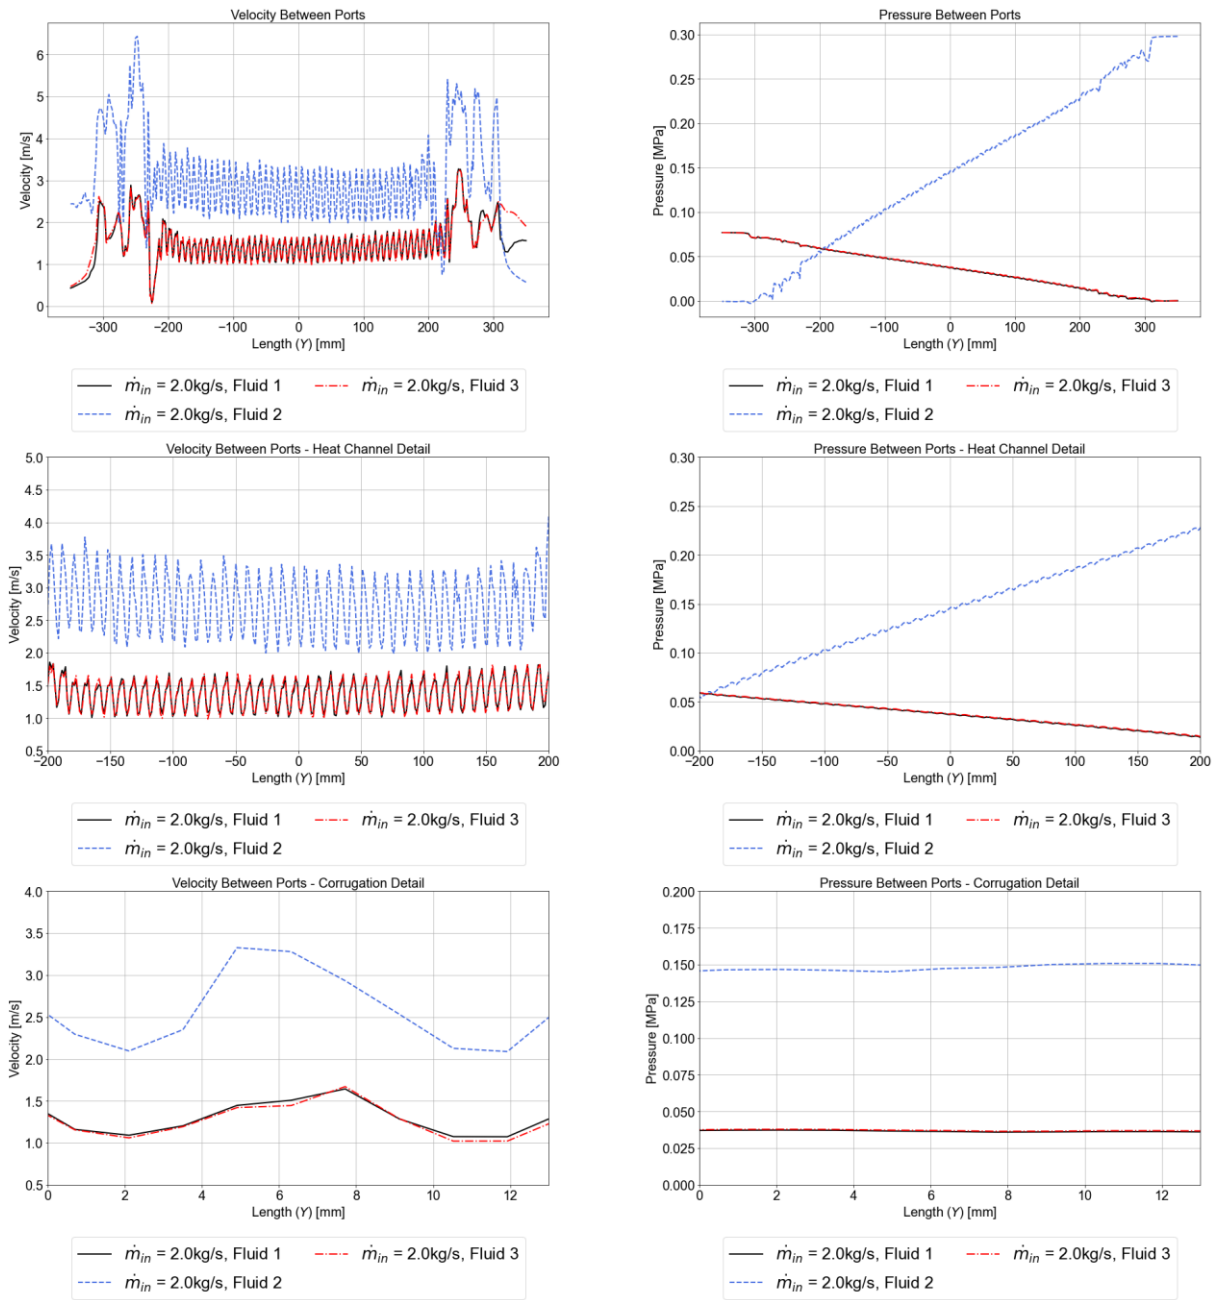 Velocity Between Ports
Velocity [m/s]
6
5
4
3
2
1
0
−300 −200 −100 0 100 200 300
Length (Y) [mm]
ṁin = 2.0kg/s, Fluid 1 ṁin = 2.0kg/s, Fluid 3
ṁin = 2.0kg/s, Fluid 2
Pressure Between Ports
Pressure [MPa]
0.30
0.25
0.20
0.15
0.10
0.05
0.00
−300 −200 −100 0 100 200 300
Length (Y) [mm]
ṁin = 2.0kg/s, Fluid 1 ṁin = 2.0kg/s, Fluid 3
ṁin = 2.0kg/s, Fluid 2
Velocity Between Ports - Heat Channel Detail
Velocity [m/s]
5.0
4.5
4.0
3.5
3.0
2.5
2.0
1.5
1.0
0.5
−200 −150 −100 −50 0 50 100 150 200
Length (Y) [mm]
ṁin = 2.0kg/s, Fluid 1 ṁin = 2.0kg/s, Fluid 3
ṁin = 2.0kg/s, Fluid 2
Pressure Between Ports - Heat Channel Detail
Pressure [MPa]
0.30
0.25
0.20
0.15
0.10
0.05
0.00
−200 −150 −100 −50 0 50 100 150 200
Length (Y) [mm]
ṁin = 2.0kg/s, Fluid 1 ṁin = 2.0kg/s, Fluid 3
ṁin = 2.0kg/s, Fluid 2
Velocity Between Ports - Corrugation Detail
Velocity [m/s]
4.0
3.5
3.0
2.5
2.0
1.5
1.0
0.5
0 2 4 6 8 10 12
Length (Y) [mm]
ṁin = 2.0kg/s, Fluid 1 ṁin = 2.0kg/s, Fluid 3
ṁin = 2.0kg/s, Fluid 2
Pressure Between Ports - Corrugation Detail
Pressure [MPa]
0.200
0.175
0.150
0.125
0.100
0.075
0.050
0.025
0.000
0 2 4 6 8 10 12
Length (Y) [mm]
ṁin = 2.0kg/s, Fluid 1 ṁin = 2.0kg/s, Fluid 3
ṁin = 2.0kg/s, Fluid 2